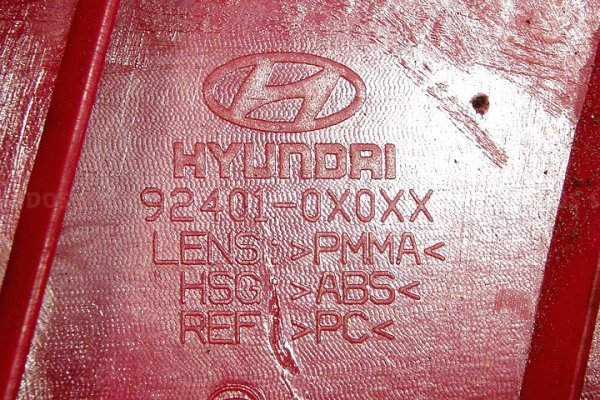 HYUNDAI
92401-0X0XX
LENS >PMMA<
HSG >ABS<
REF >PC<